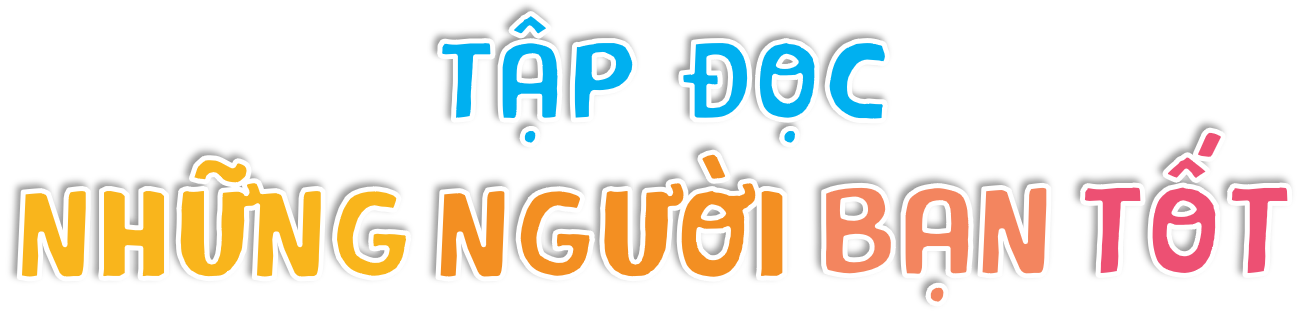 TẬP ĐỌC
NHỮNG NGƯỜI BẠN TỐT